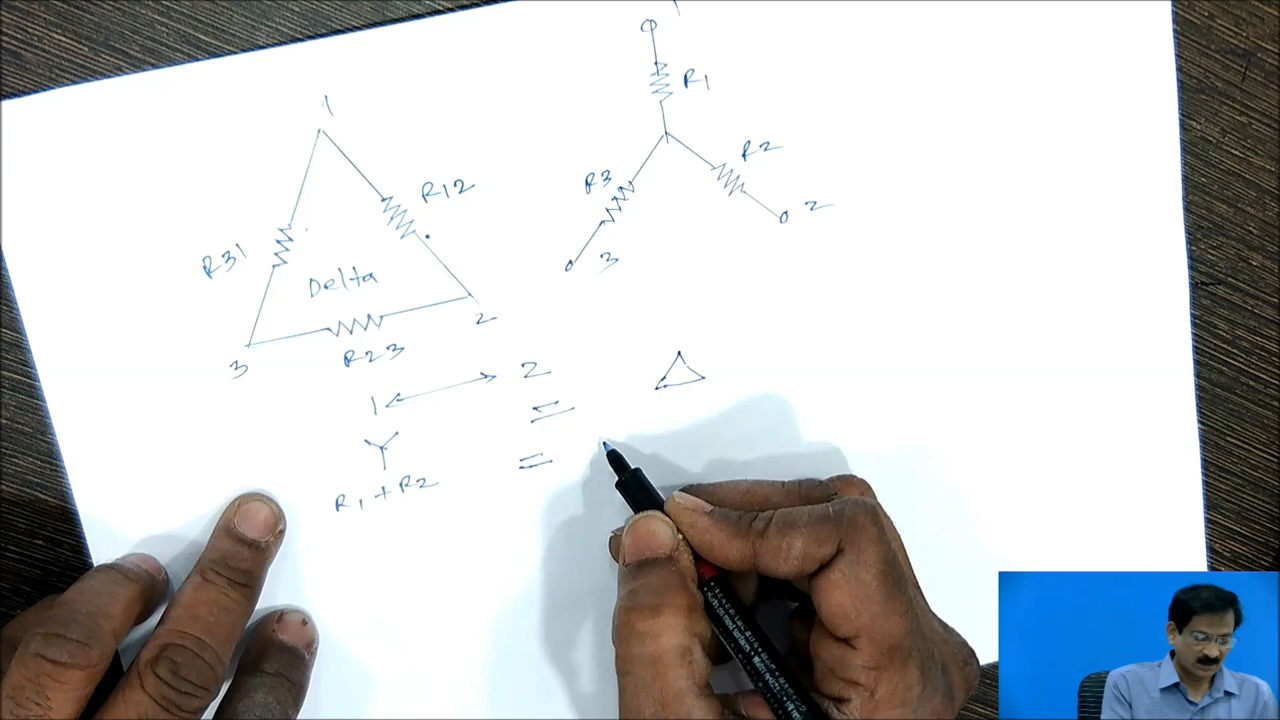 1
R12
R31
Delta
R23
2
3
R1
R2
R3
2
3
1 2
=
R1 + R2 =